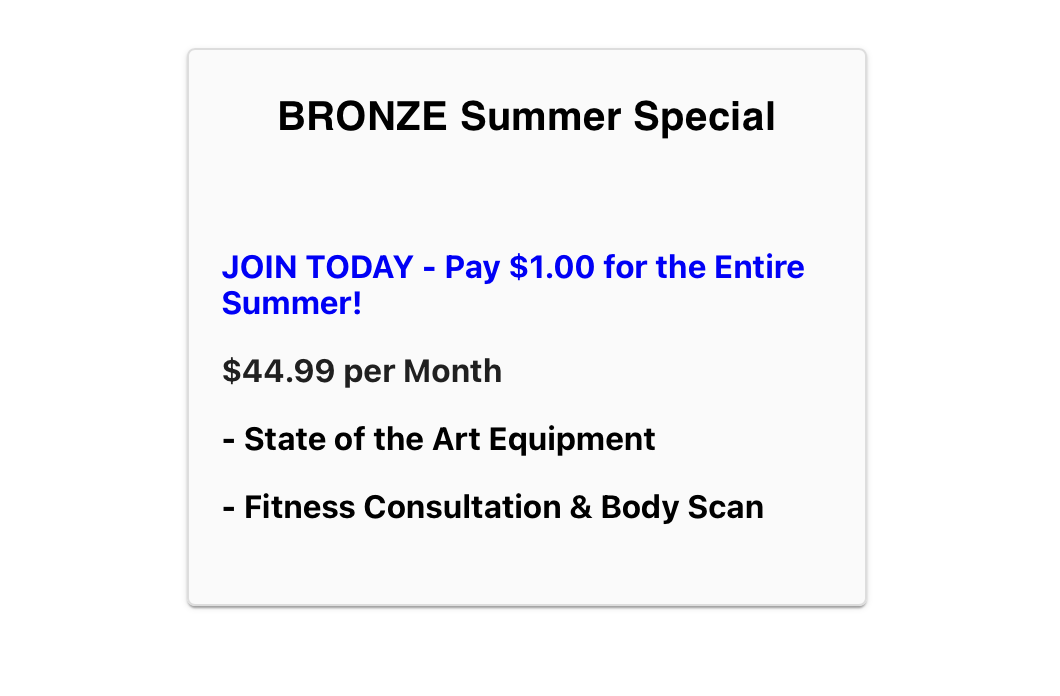 BRONZE Summer Special
JOIN TODAY - Pay $1.00 for the Entire
Summer!
$44.99 per Month
- State of the Art Equipment
- Fitness Consultation & Body Scan